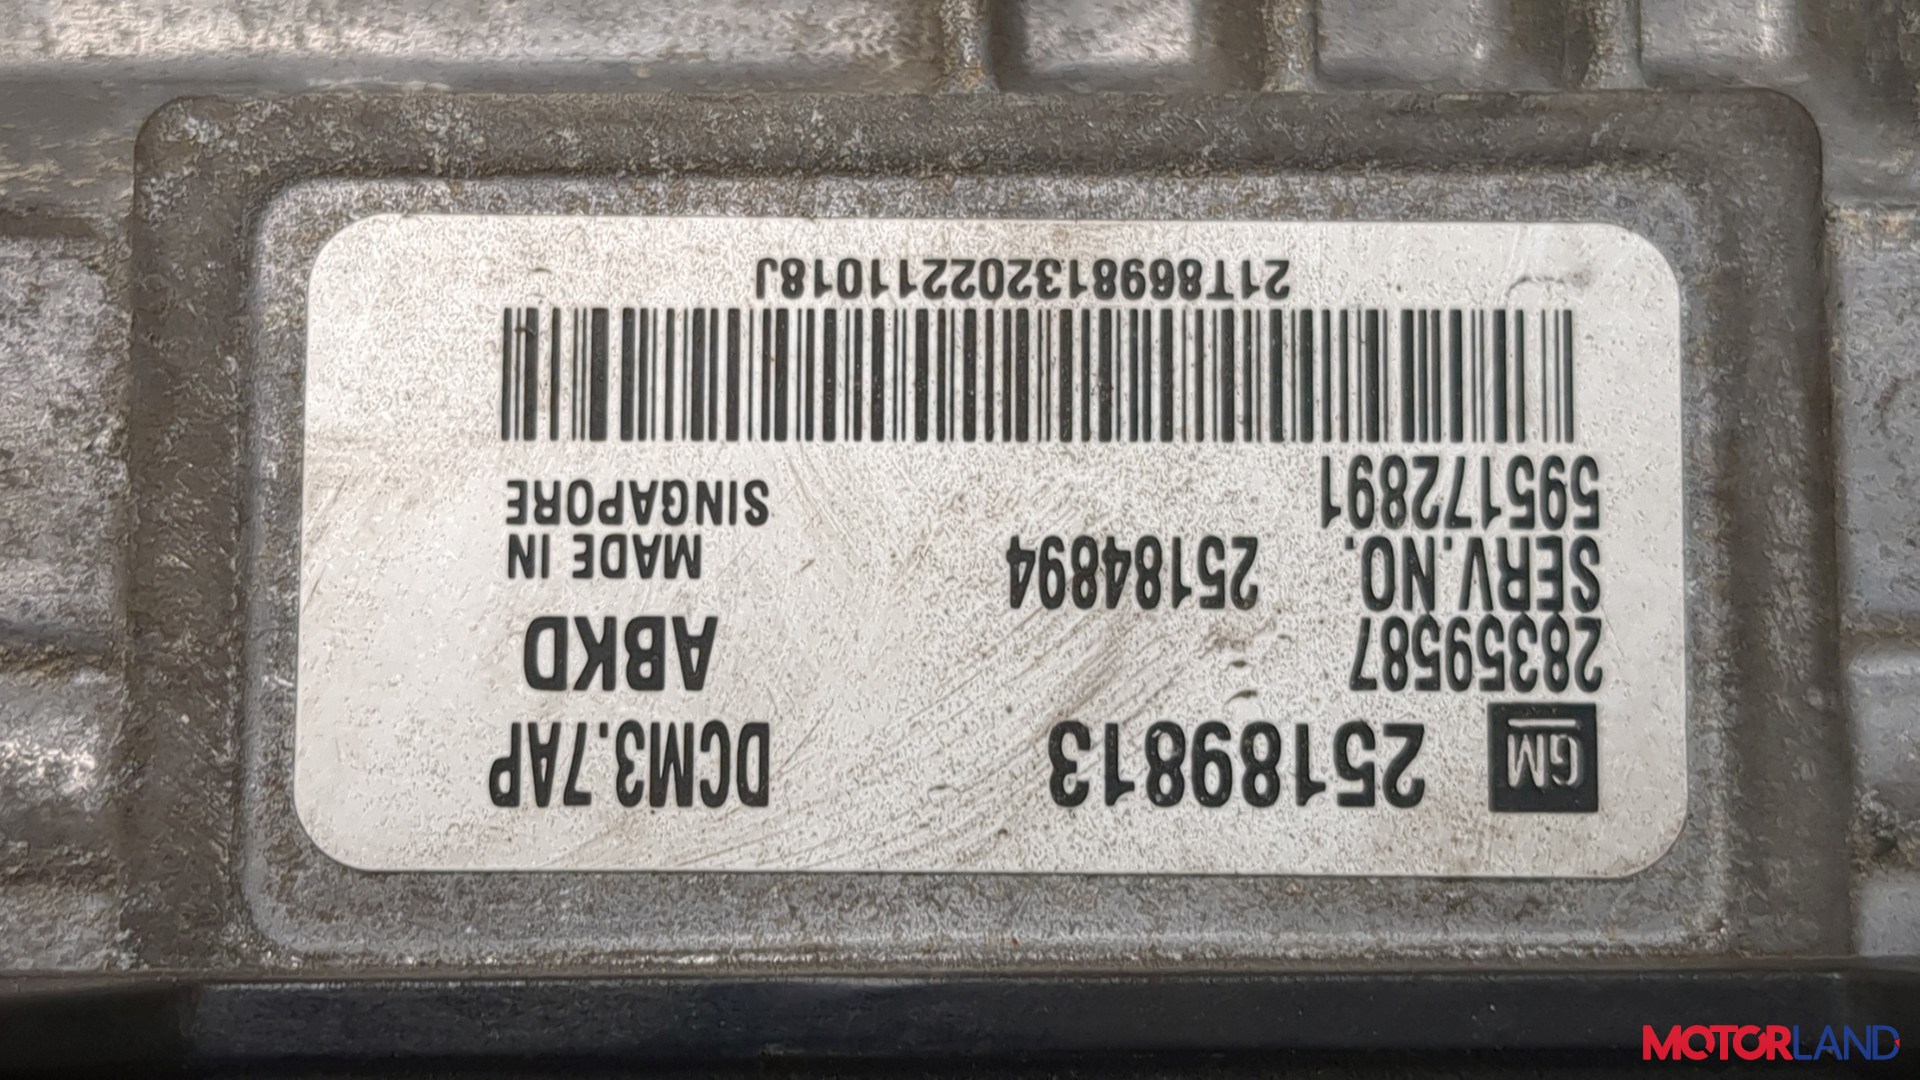 GM 25189813 DCM3.7AP
28359587 ABKD
SERV.NO. 25184894 MADE IN
595172891 SINGAPORE
21T869813202211018J
MOTORLAND